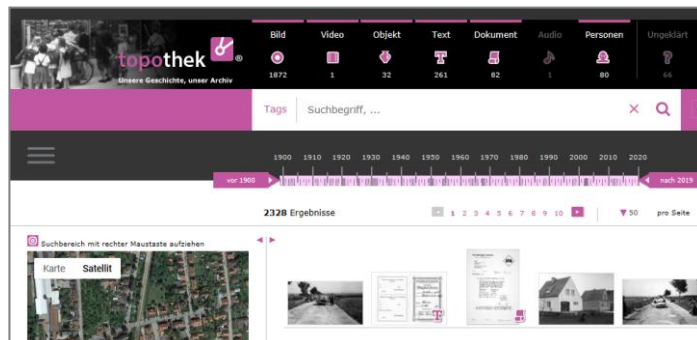 Bild Video Objekt Text Dokument Audio Personen Ungeklärt
topothek ®
1872 1 32 261 82 1 80 66
Unsere Geschichte, unser Archiv
Tags Suchbegriff, ...
1900 1910 1920 1930 1940 1950 1960 1970 1980 1990 2000 2010 2020
vor 1900 nach 2019
2328 Ergebnisse 1 2 3 4 5 6 7 8 9 10 50 pro Seite
Suchbereich mit rechter Maustaste aufziehen
Karte Satellit